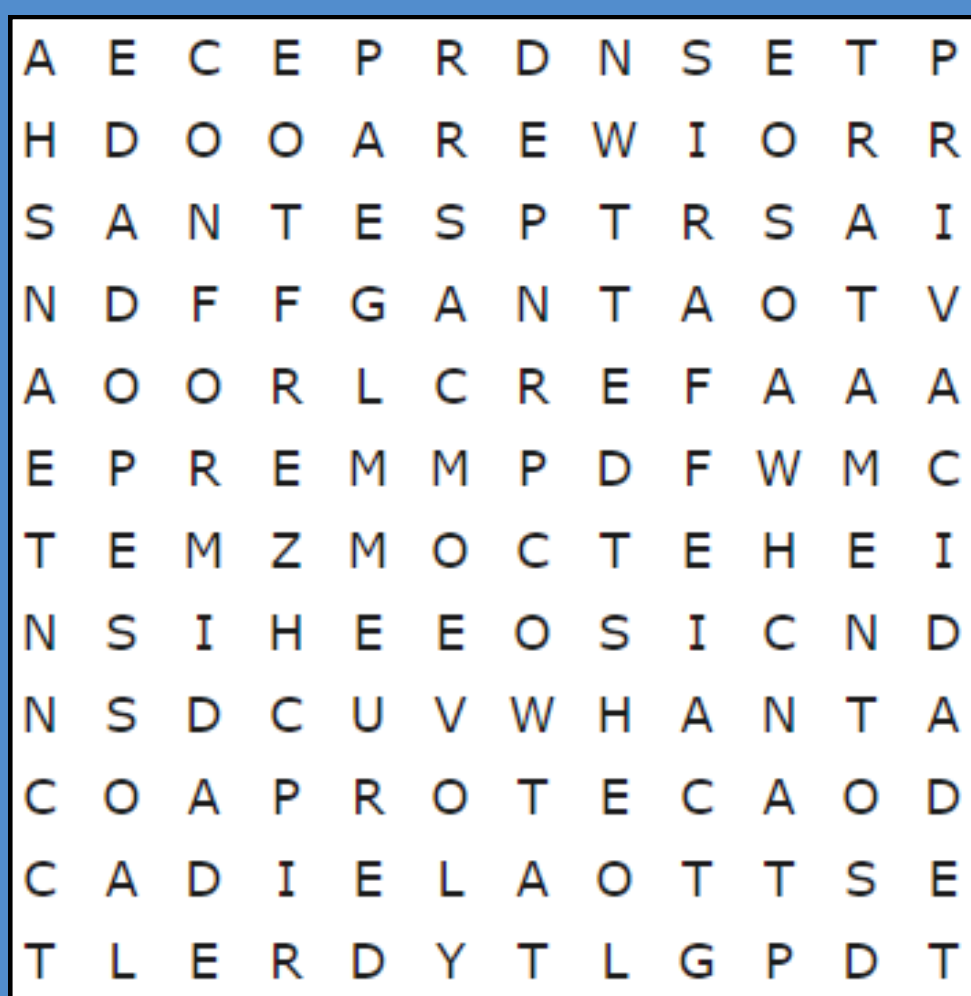 A E C E P R D N S E T P
H D O O A R E W I O R R
S A N T E S P T R S A I
N D F F G A N T A O T V
A O O R L C R E F A A A
E P R E M M P D F W M C
T E M Z M O C T E H E I
N S I H E E O S I C N D
N S D C U V W H A N T A
C O A P R O T E C A O D
C A D I E L A O T T S E
T L E R D Y T L G P D T